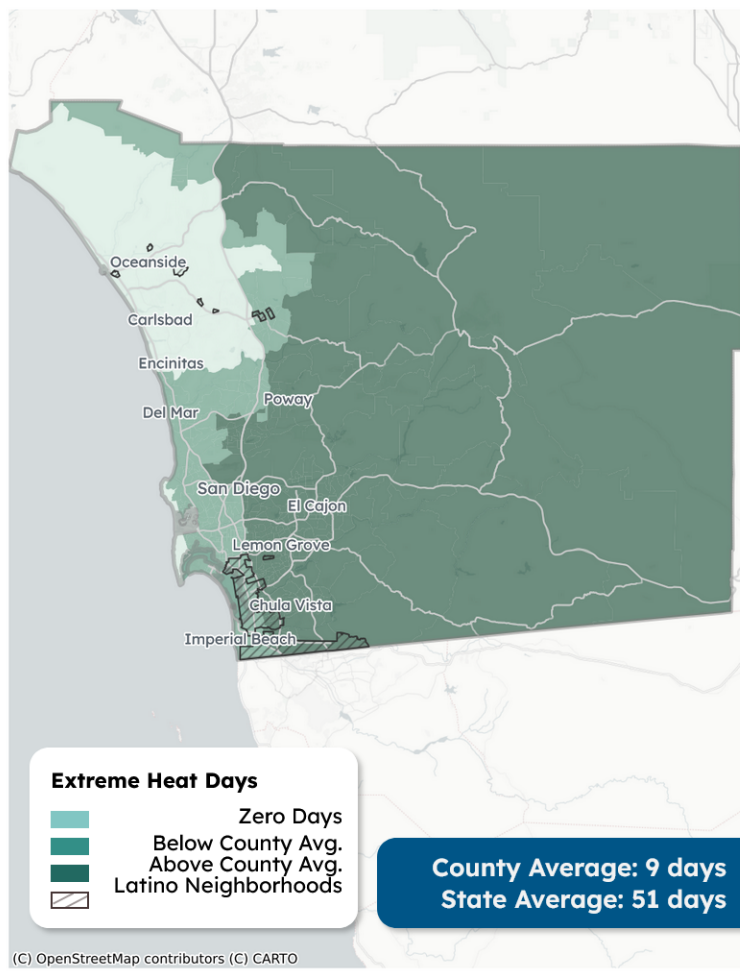 Oceanside
Carlsbad
Encinitas
Del Mar
Poway
San Diego
El Cajon
Lemon Grove
Chula Vista
Imperial Beach
Extreme Heat Days
Zero Days
Below County Avg.
Above County Avg.
Latino Neighborhoods
County Average: 9 days
State Average: 51 days
(C) OpenStreetMap contributors (C) CARTO